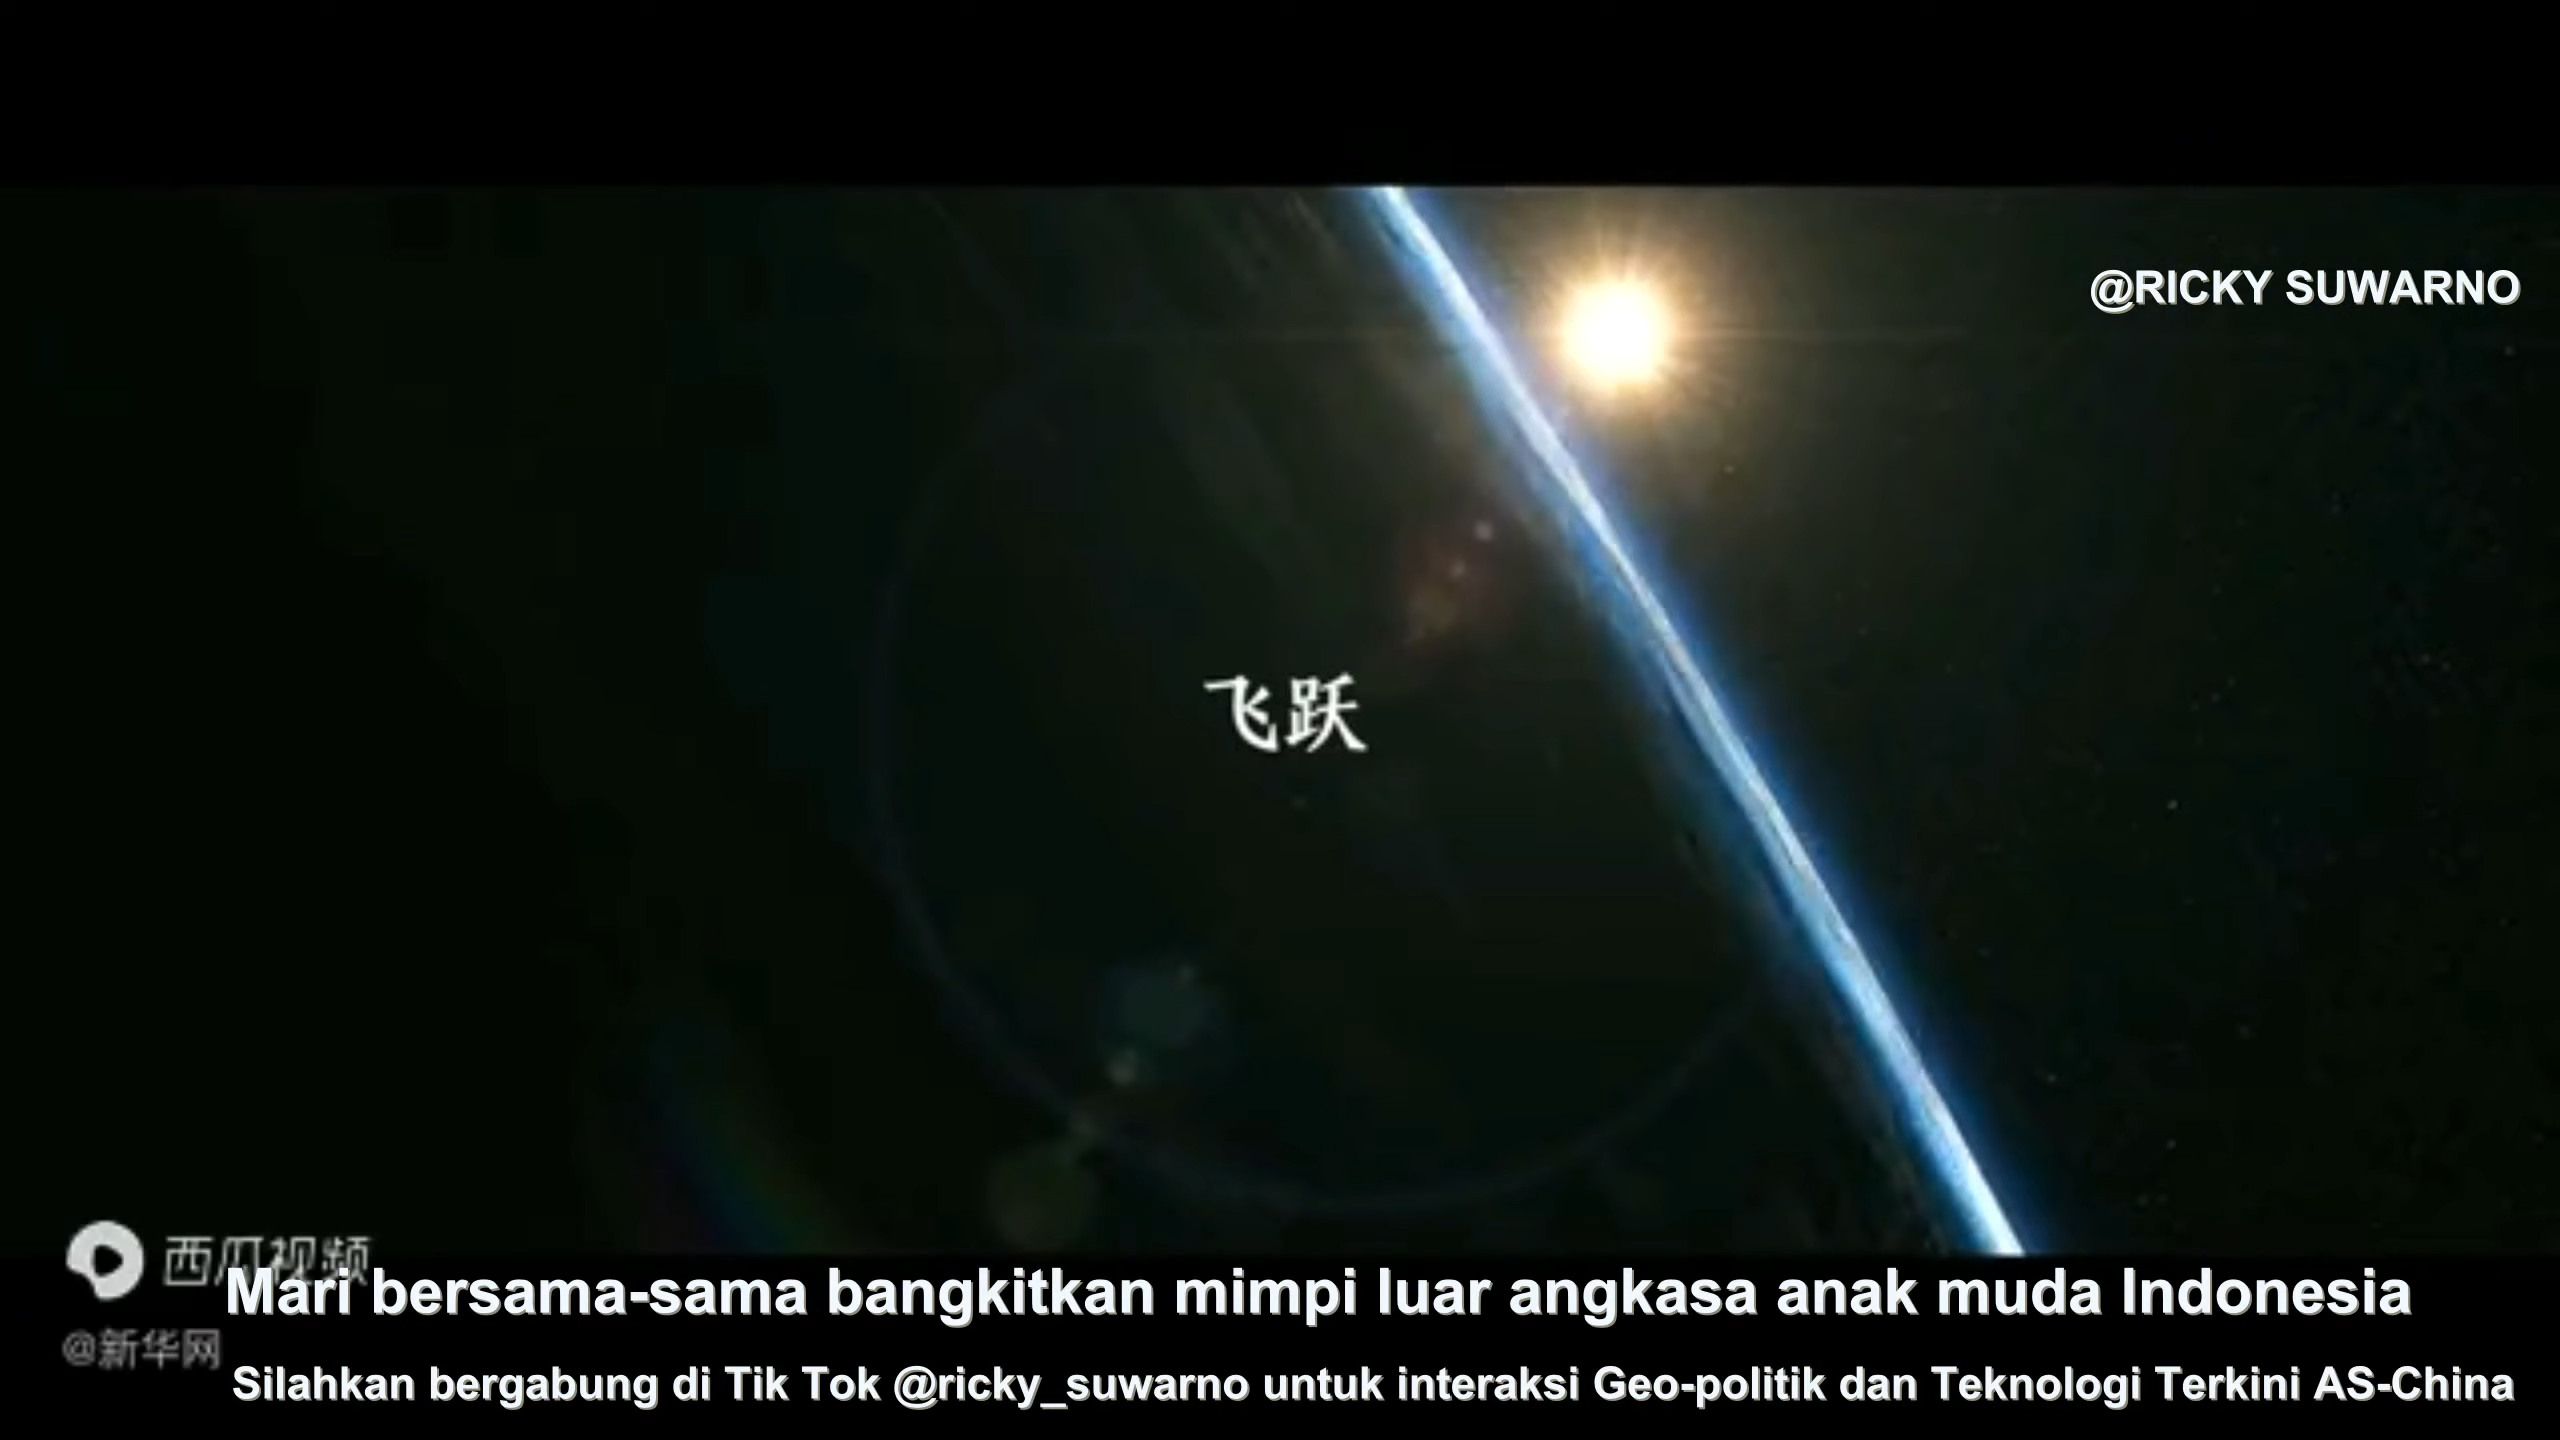 @RICKY SUWARNO
飞跃
西瓜视频
Mari bersama-sama bangkitkan mimpi luar angkasa anak muda Indonesia
@新华网
Silahkan bergabung di Tik Tok @ricky_suwarno untuk interaksi Geo-politik dan Teknologi Terkini AS-China